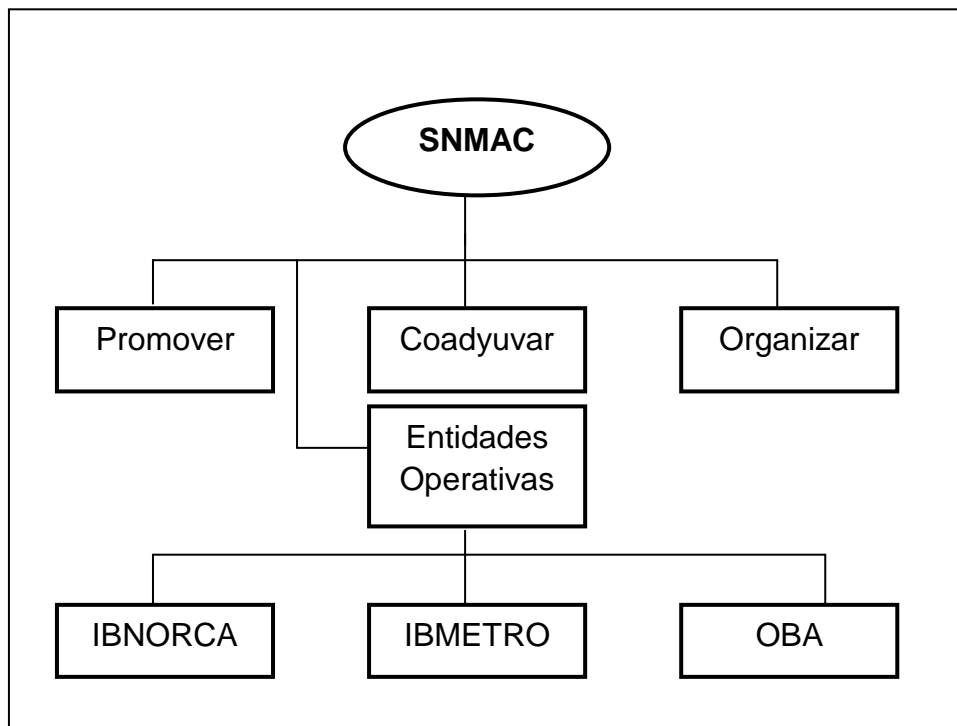 SNMAC
Promover
Coadyuvar
Organizar
Entidades
Operativas
IBNORCA
IBMETRO
OBA